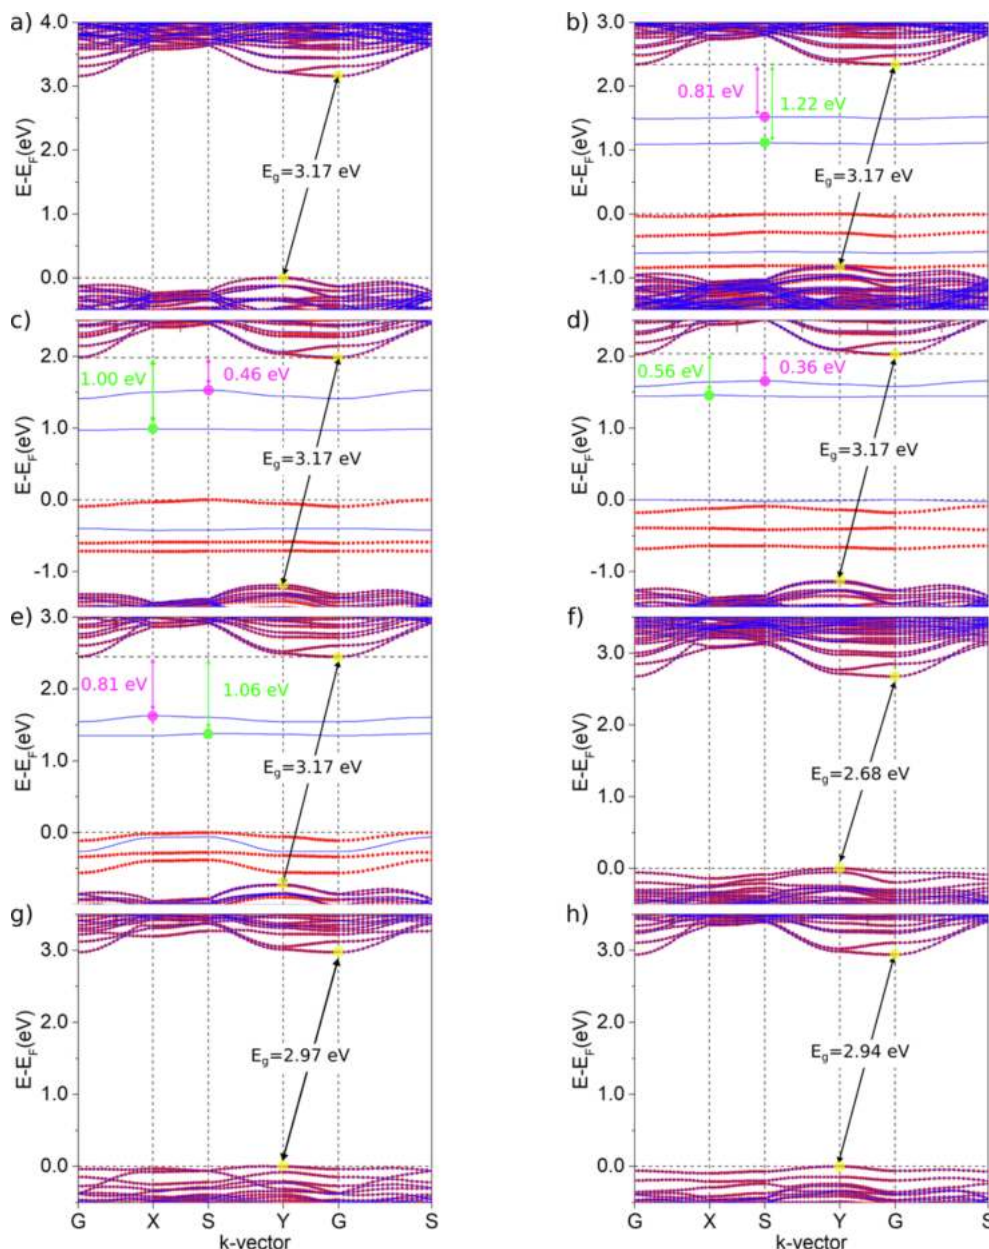 a)
4.0
3.0
2.0
1.0
0.0
E-E_F(eV)
E_g=3.17 eV
b)
3.0
2.0
1.0
0.0
-1.0
E-E_F(eV)
0.81 eV
1.22 eV
E_g=3.17 eV
c)
2.0
1.0
0.0
-1.0
E-E_F(eV)
1.00 eV
0.46 eV
E_g=3.17 eV
d)
2.0
1.0
0.0
-1.0
E-E_F(eV)
0.56 eV
0.36 eV
E_g=3.17 eV
e)
3.0
2.0
1.0
0.0
E-E_F(eV)
0.81 eV
1.06 eV
E_g=3.17 eV
f)
3.0
2.0
1.0
0.0
E-E_F(eV)
E_g=2.68 eV
g)
3.0
2.0
1.0
0.0
E-E_F(eV)
E_g=2.97 eV
G X S Y G S
k-vector
h)
3.0
2.0
1.0
0.0
E-E_F(eV)
E_g=2.94 eV
G X S Y G S
k-vector